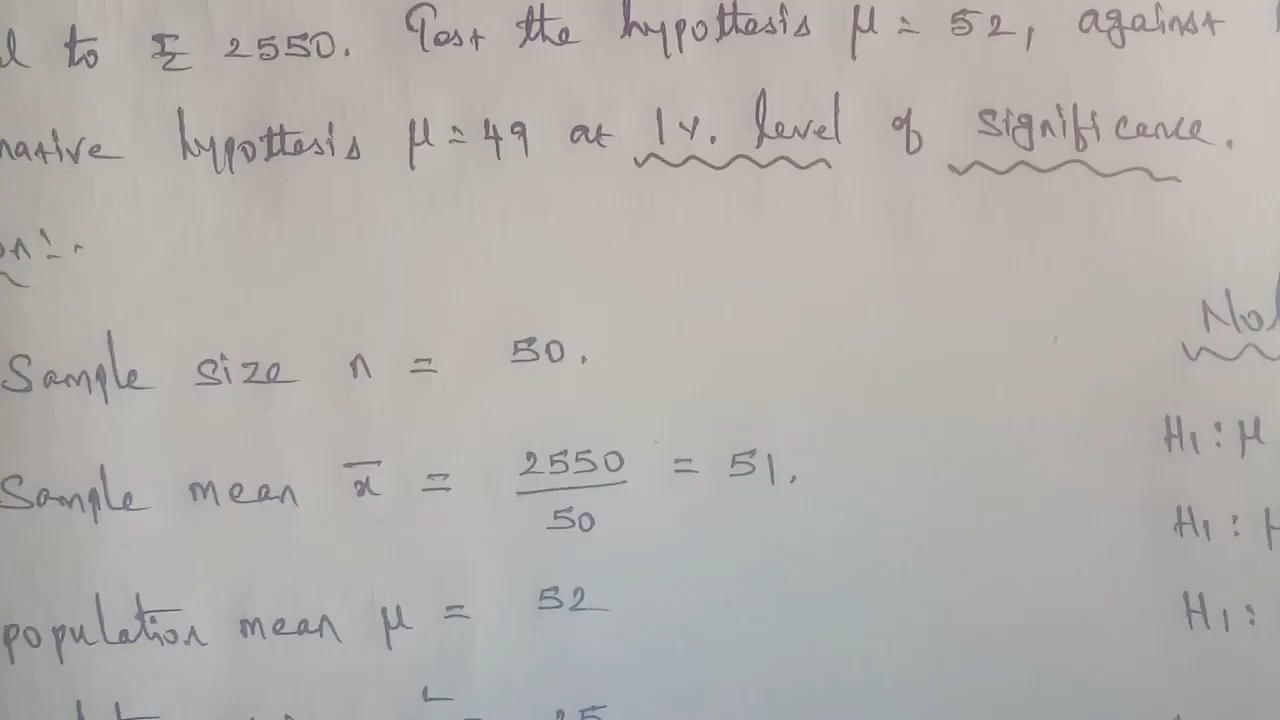 to Σ 2550. Test the hypothesis μ = 52, against
hypothesis μ = 49 at 1%. level of significance.
Sample size n = 50.
Sample mean x̄ = 2550/50 = 51.
population mean μ = 52
H₁ : μ
H₁ :
H₁ :